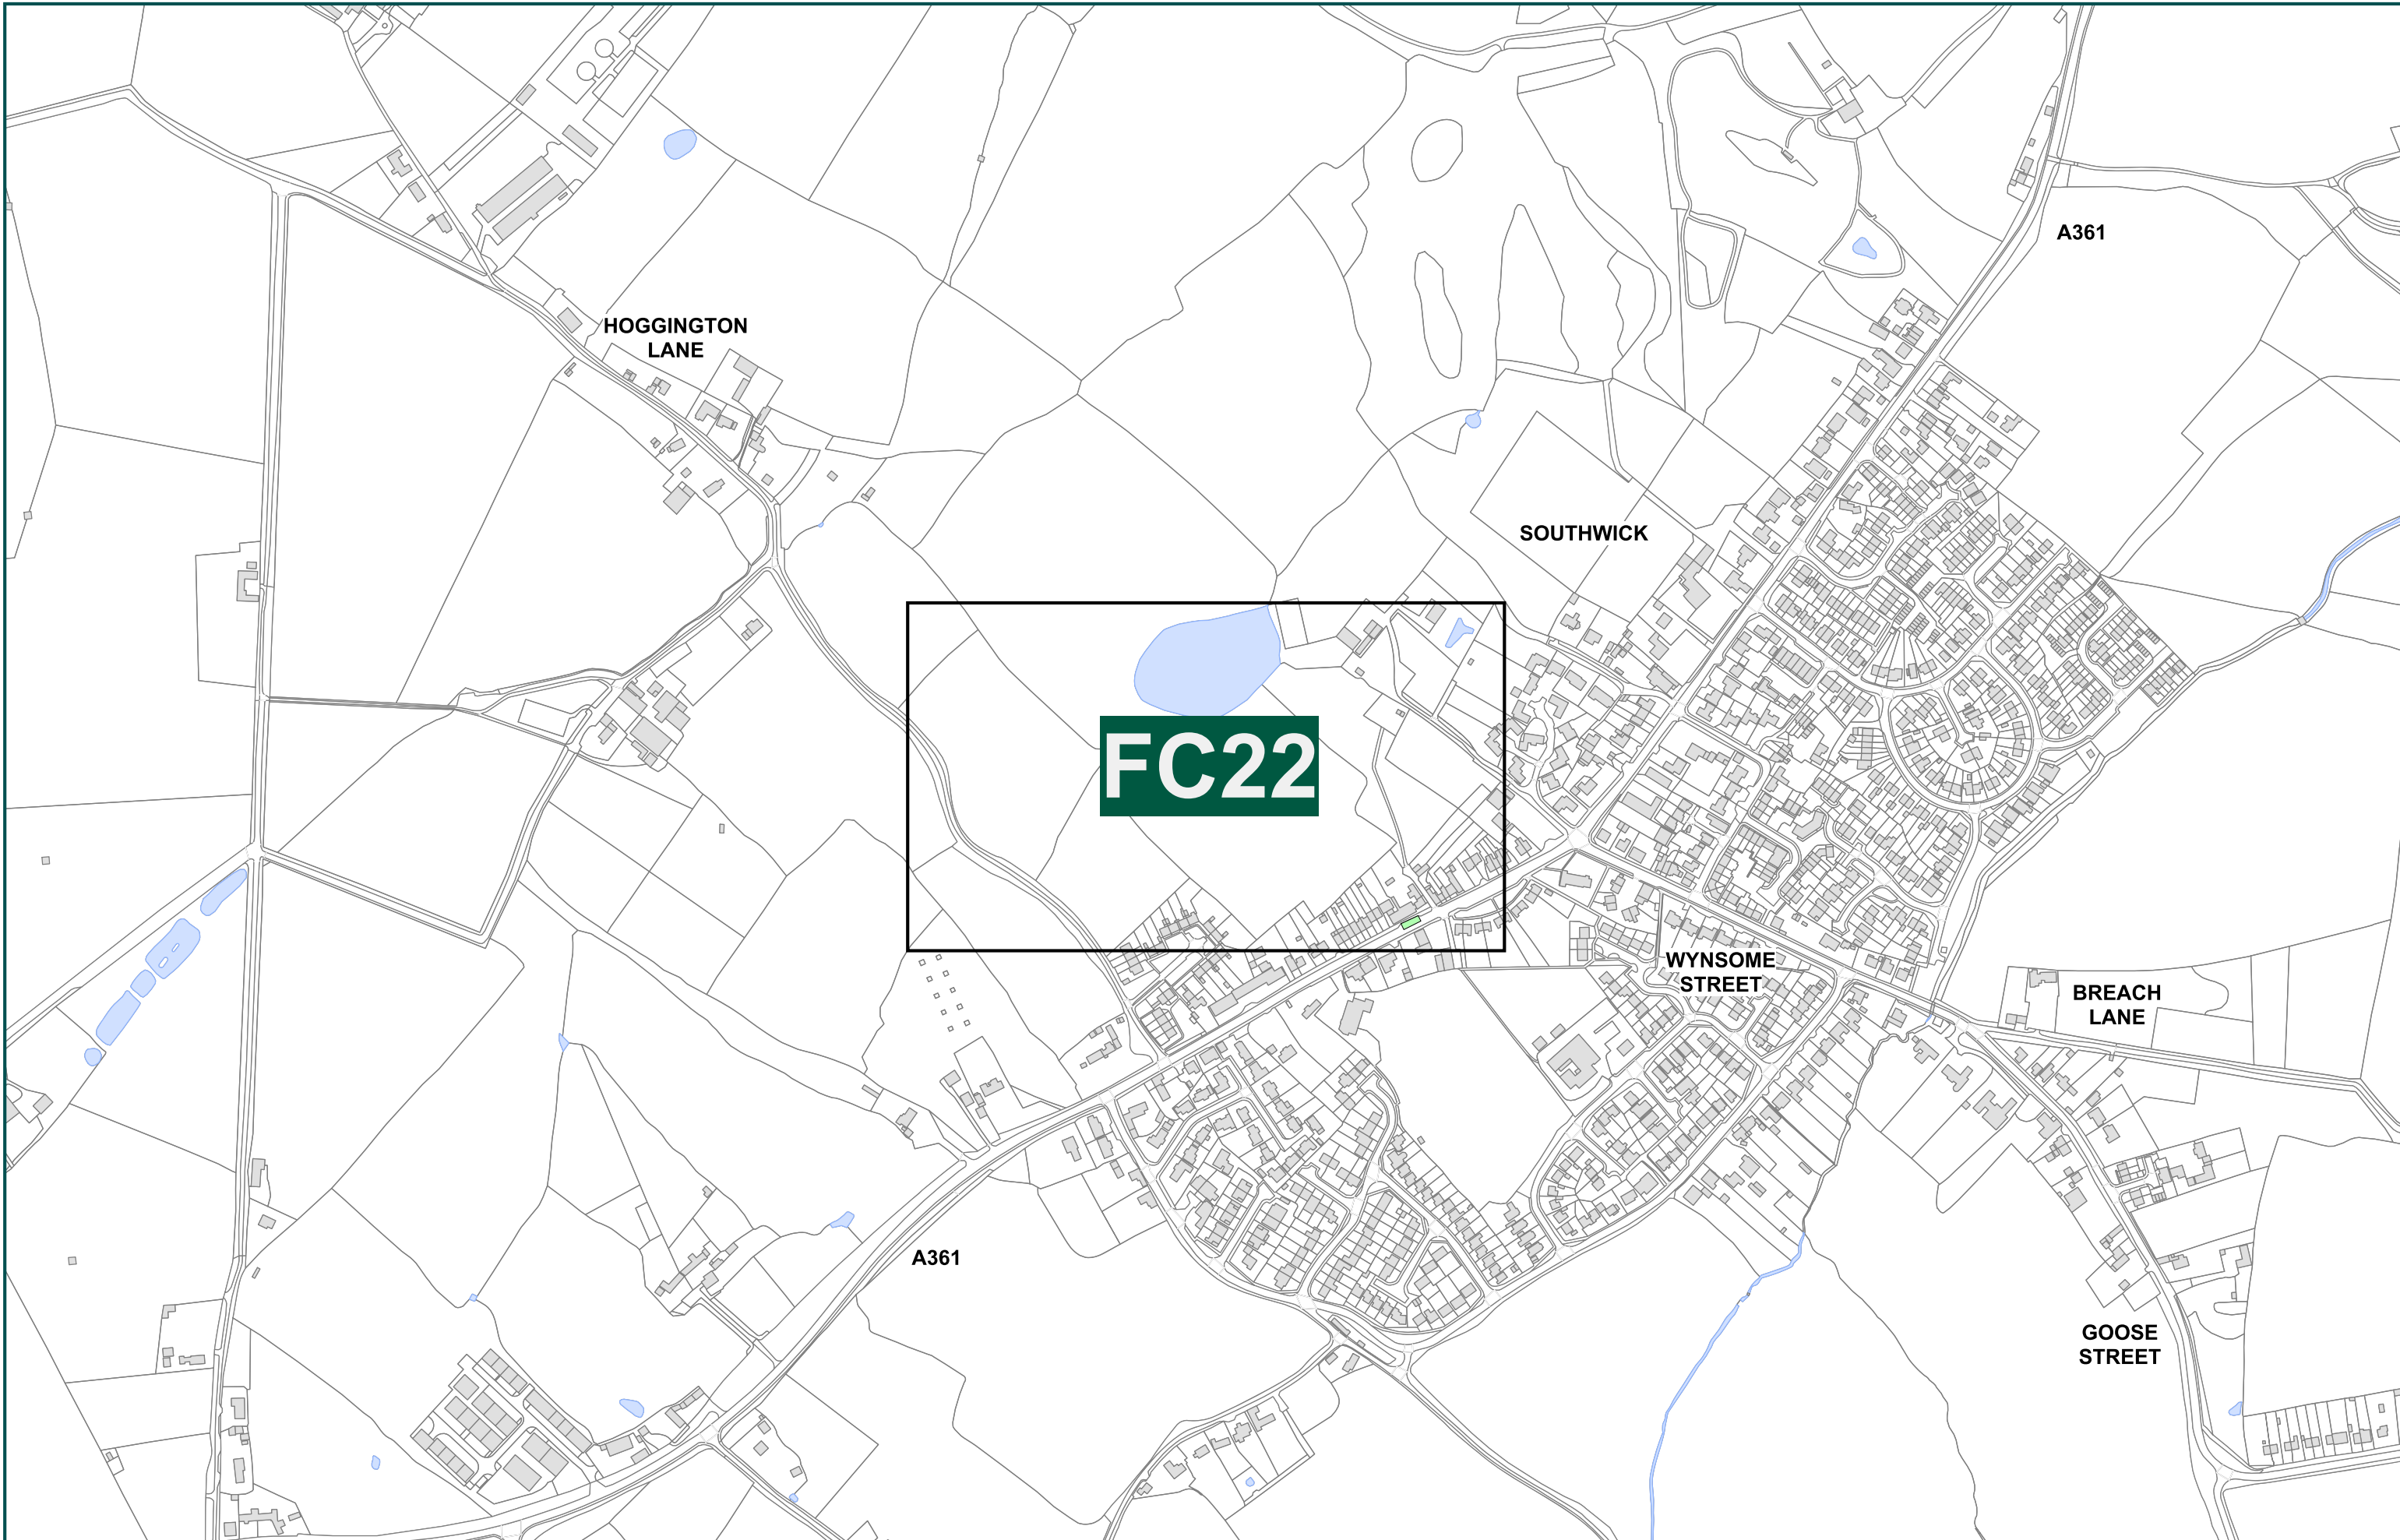 A361
HOGGINGTON
LANE
SOUTHWICK
FC22
WYNSOME
STREET
BREACH
LANE
A361
GOOSE
STREET